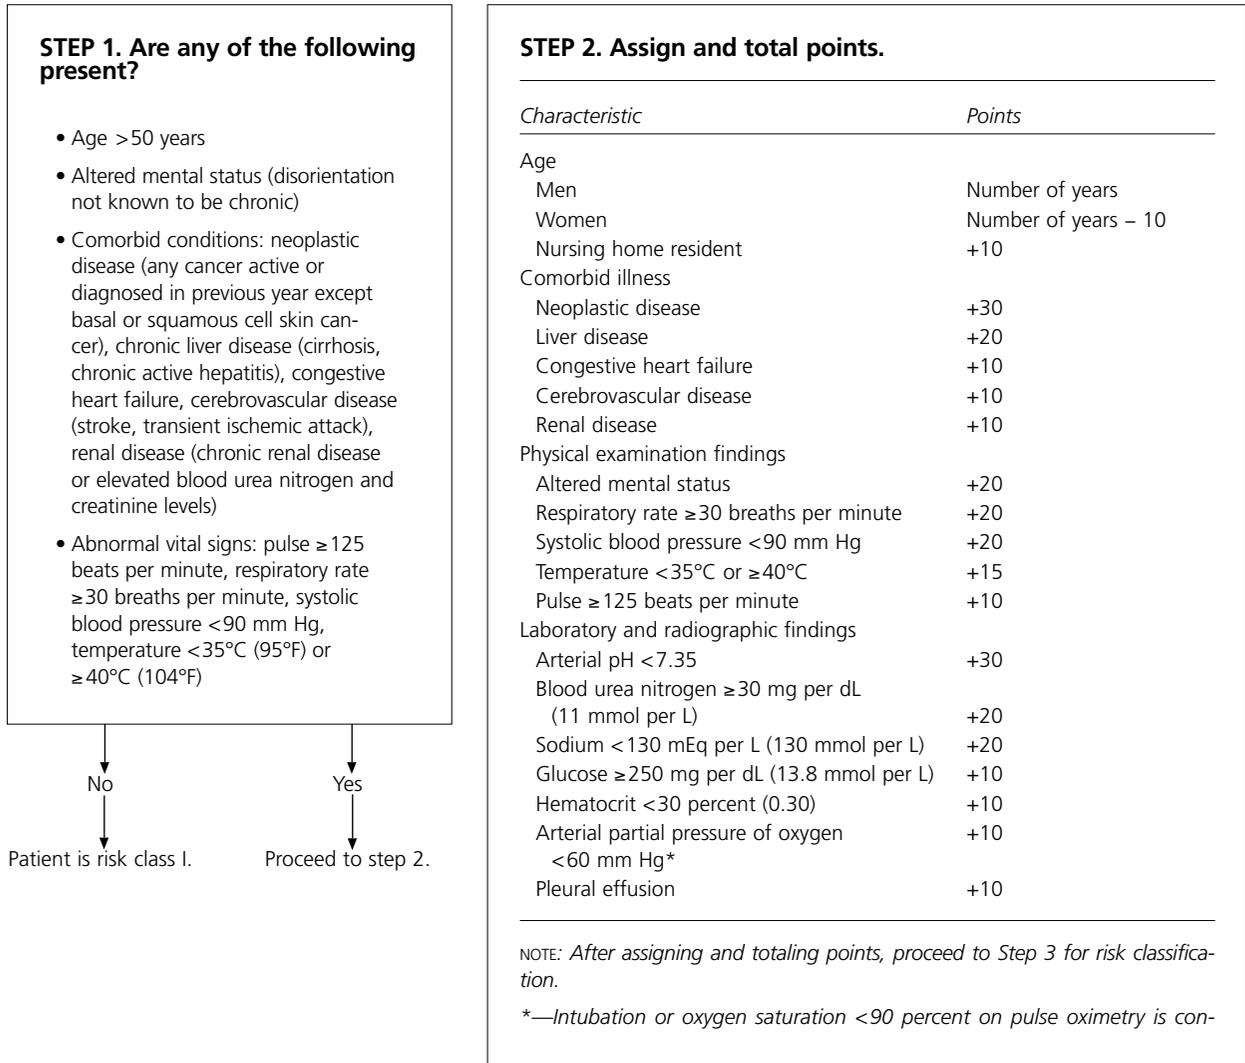 STEP 1. Are any of the following
present?
• Age >50 years
• Altered mental status (disorientation
not known to be chronic)
• Comorbid conditions: neoplastic
disease (any cancer active or
diagnosed in previous year except
basal or squamous cell skin can-
cer), chronic liver disease (cirrhosis,
chronic active hepatitis), congestive
heart failure, cerebrovascular disease
(stroke, transient ischemic attack),
renal disease (chronic renal disease
or elevated blood urea nitrogen and
creatinine levels)
• Abnormal vital signs: pulse ≥125
beats per minute, respiratory rate
≥30 breaths per minute, systolic
blood pressure <90 mm Hg,
temperature <35°C (95°F) or
≥40°C (104°F)
No Yes
Patient is risk class I. Proceed to step 2.
STEP 2. Assign and total points.
Characteristic Points
Age
Men Number of years
Women Number of years – 10
Nursing home resident +10
Comorbid illness
Neoplastic disease +30
Liver disease +20
Congestive heart failure +10
Cerebrovascular disease +10
Renal disease +10
Physical examination findings
Altered mental status +20
Respiratory rate ≥30 breaths per minute +20
Systolic blood pressure <90 mm Hg +20
Temperature <35°C or ≥40°C +15
Pulse ≥125 beats per minute +10
Laboratory and radiographic findings
Arterial pH <7.35 +30
Blood urea nitrogen ≥30 mg per dL
(11 mmol per L) +20
Sodium <130 mEq per L (130 mmol per L) +20
Glucose ≥250 mg per dL (13.8 mmol per L) +10
Hematocrit <30 percent (0.30) +10
Arterial partial pressure of oxygen +10
<60 mm Hg*
Pleural effusion +10
NOTE: After assigning and totaling points, proceed to Step 3 for risk classifica-
tion.
*—Intubation or oxygen saturation <90 percent on pulse oximetry is con-